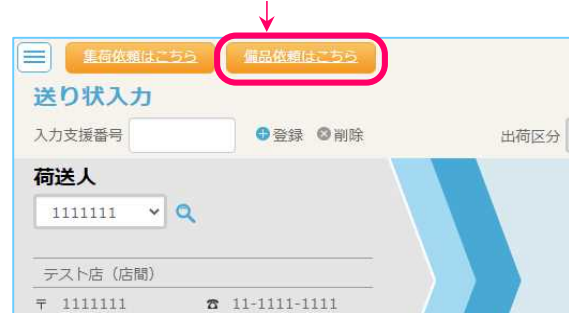 集荷依頼はこちら 備品依頼はこちら
送り状入力
入力支援番号 登録 削除 出荷区分
荷送人
1111111
テスト店（店間）
〒 1111111 ☎ 11-1111-1111